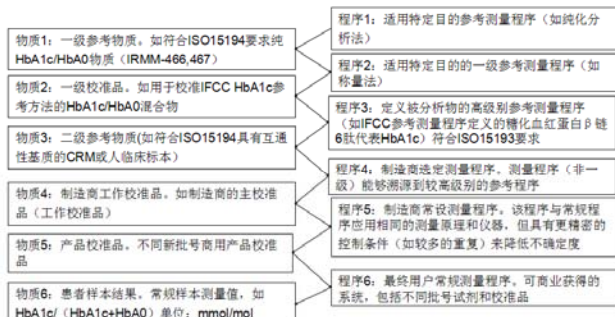 物质1：一级参考物质。如符合ISO15194要求纯
HbA1c/HbA0物质（IRMM-466,467）
物质2：一级校准品。如用于校准IFCC HbA1c参
考方法的HbA1c/HbA0混合物
物质3：二级参考物质(如符合ISO15194具有互通
性基质的CRM或人临床标本）
物质4：制造商工作校准品。如制造商的主校准
品（工作校准品）
物质5：产品校准品。不同新批号商用产品校准
品
物质6：患者样本结果。常规样本测量值，如
HbA1c/（HbA1c+HbA0）单位：mmol/mol
程序1：适用特定目的参考测量程序（如纯化分
析法）
程序2：适用特定目的的一级参考测量程序（如
称量法）
程序3：定义被分析物的高级别参考测量程序
（如IFCC参考测量程序定义的糖化血红蛋白β链
6肽代表HbA1c）符合ISO15193要求
程序4：制造商选定测量程序。测量程序（非一
级）能够溯源到较高级别的参考程序
程序5：制造商常设测量程序。该程序与常规程
序应用相同的测量原理和仪器，但具有更精密的
控制条件（如较多的重复）来降低不确定度
程序6：最终用户常规测量程序。可商业获得的
系统，包括不同批号试剂和校准品